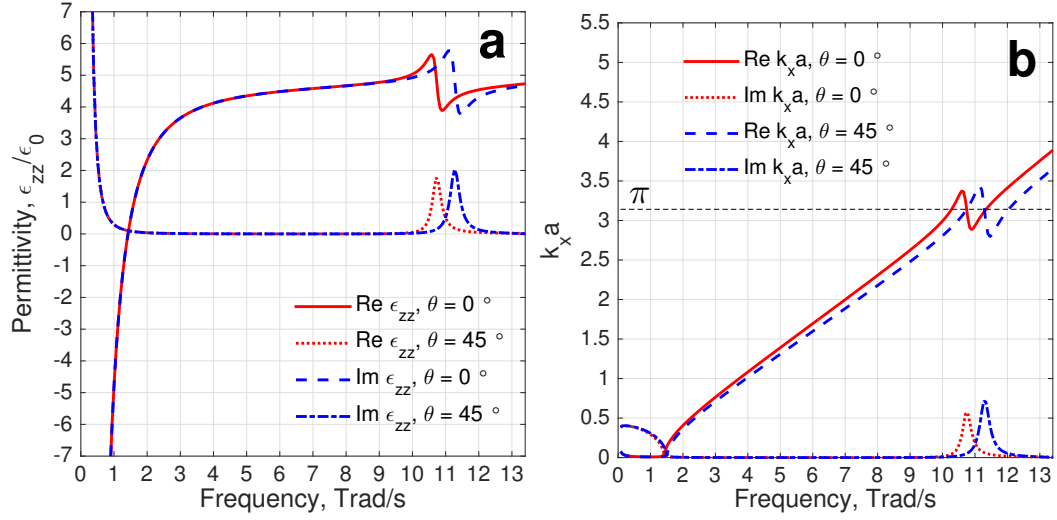 a
7
6
5
4
3
2
1
0
-1
-2
-3
-4
-5
-6
-7
Permittivity, ϵzz/ϵ0
Re ϵzz, θ = 0 °
Re ϵzz, θ = 45 °
Im ϵzz, θ = 0 °
Im ϵzz, θ = 45 °
0 1 2 3 4 5 6 7 8 9 10 11 12 13
Frequency, Trad/s
b
5.5
5
4.5
4
3.5
3
2.5
2
1.5
1
0.5
0
kxa
π
Re kxa, θ = 0 °
Im kxa, θ = 0 °
Re kxa, θ = 45 °
Im kxa, θ = 45 °
0 1 2 3 4 5 6 7 8 9 10 11 12 13
Frequency, Trad/s